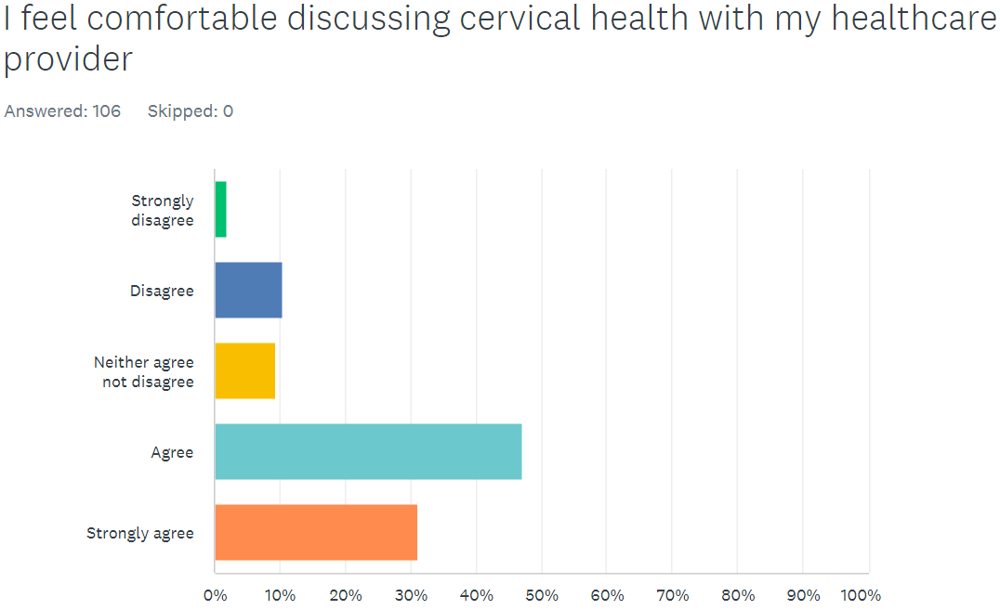 I feel comfortable discussing cervical health with my healthcare
provider
Answered: 106 Skipped: 0
Strongly
disagree
Disagree
Neither agree
not disagree
Agree
Strongly agree
0% 10% 20% 30% 40% 50% 60% 70% 80% 90% 100%